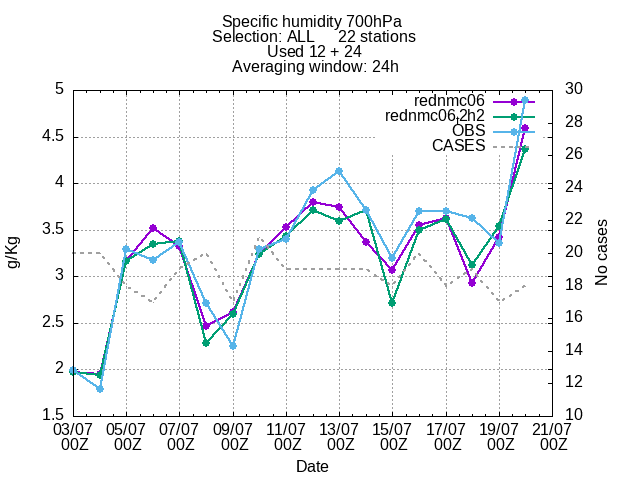 Specific humidity 700hPa
Selection: ALL 22 stations
Used 12 + 24
Averaging window: 24h
rednmc06
rednmc06,2h2
OBS
CASES
5
4.5
4
3.5
3
2.5
2
1.5
30
28
26
24
22
20
18
16
14
12
10
g/Kg
No cases
03/07 05/07 07/07 09/07 11/07 13/07 15/07 17/07 19/07 21/07
00Z 00Z 00Z 00Z 00Z 00Z 00Z 00Z 00Z 00Z
Date